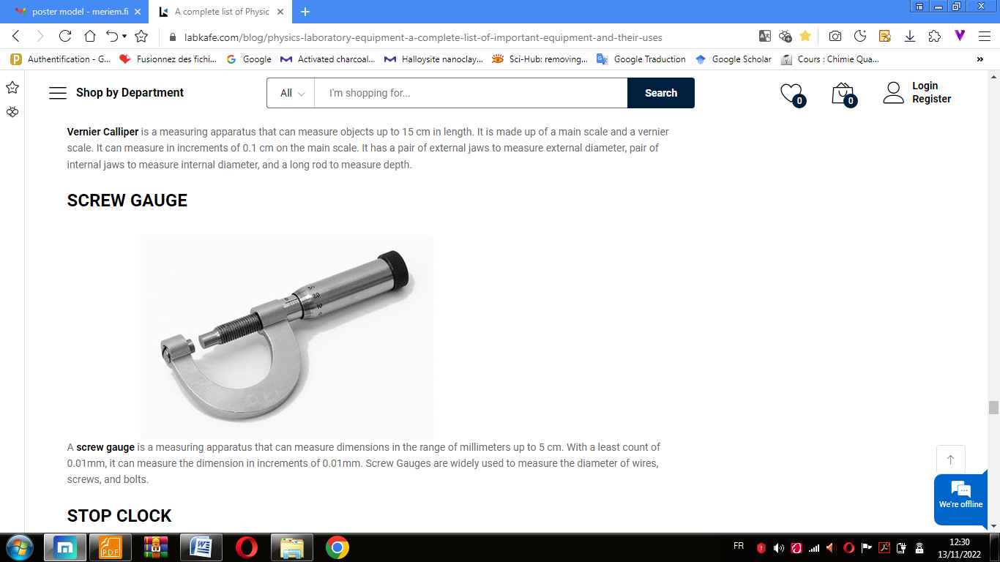 poster model - meriem.fi
A complete list of Physic
labkafe.com/blog/physics-laboratory-equipment-a-complete-list-of-important-equipment-and-their-uses
Authentification - G... Fusionnez des fichi... Google Activated charcoal... Halloysite nanoclay... Sci-Hub: removing... Google Traduction Google Scholar Cours : Chimie Qua... »
Shop by Department
All
I'm shopping for...
Search
0
0
Login
Register
Vernier Calliper is a measuring apparatus that can measure objects up to 15 cm in length. It is made up of a main scale and a vernier
scale. It can measure in increments of 0.1 cm on the main scale. It has a pair of external jaws to measure external diameter, pair of
internal jaws to measure internal diameter, and a long rod to measure depth.
SCREW GAUGE
30
20
10
0
A screw gauge is a measuring apparatus that can measure dimensions in the range of millimeters up to 5 cm. With a least count of
0.01mm, it can measure the dimension in increments of 0.01mm. Screw Gauges are widely used to measure the diameter of wires,
screws, and bolts.
We're offline
STOP CLOCK
PDF
FR
12:30
13/11/2022